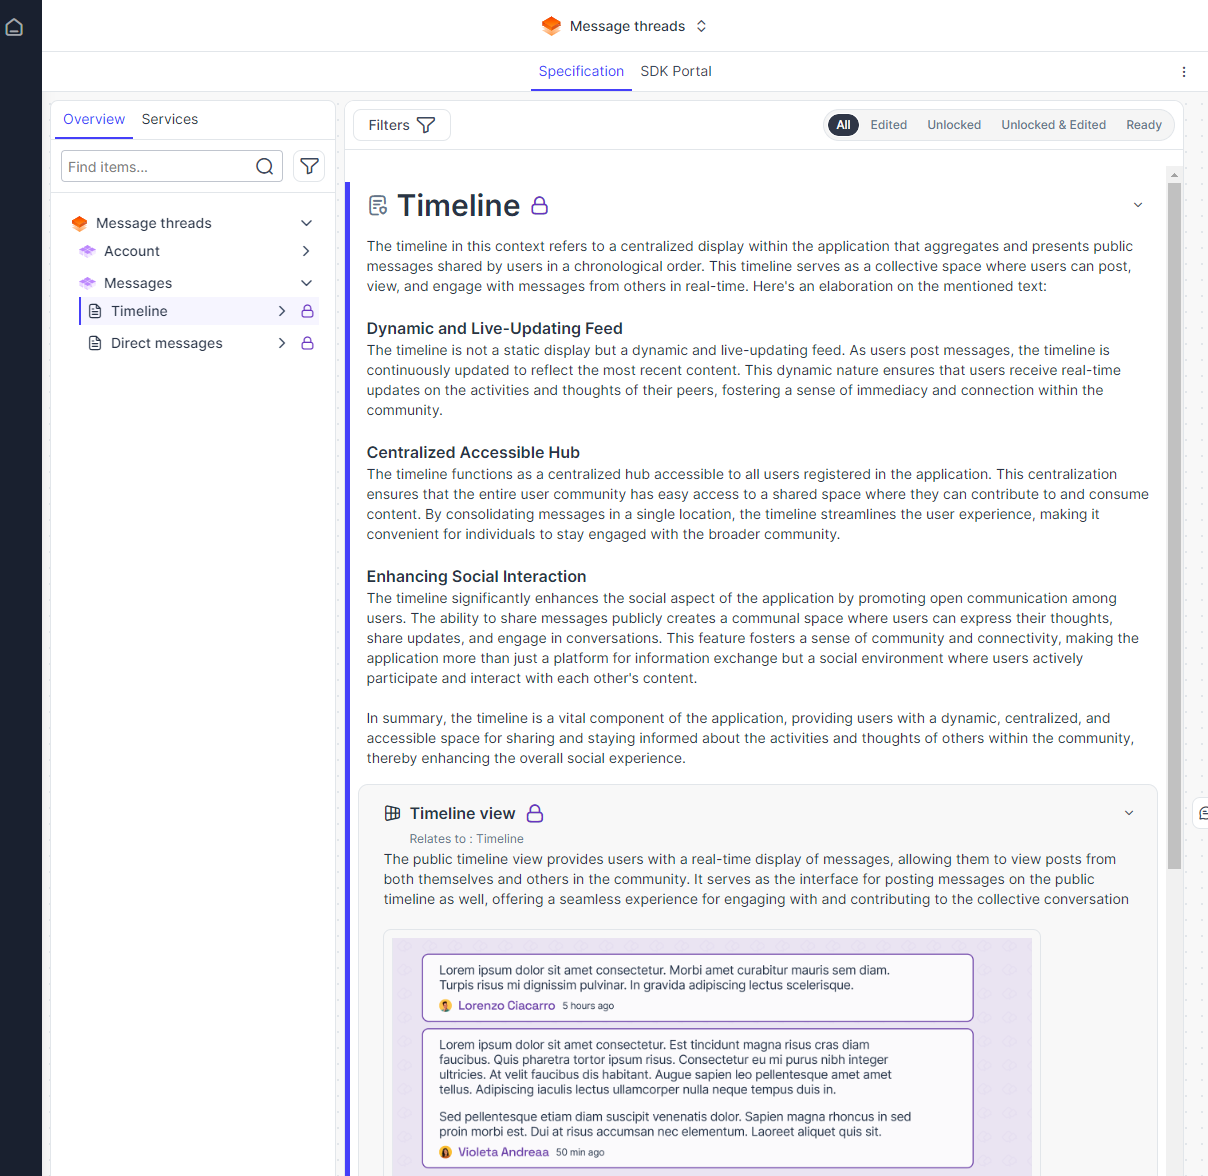 Message threads
Specification
SDK Portal
Overview
Services
Find items...
Message threads
Account
Messages
Timeline
Direct messages
Filters
All
Edited
Unlocked
Unlocked & Edited
Ready
Timeline
The timeline in this context refers to a centralized display within the application that aggregates and presents public
messages shared by users in a chronological order. This timeline serves as a collective space where users can post,
view, and engage with messages from others in real-time. Here's an elaboration on the mentioned text:
Dynamic and Live-Updating Feed
The timeline is not a static display but a dynamic and live-updating feed. As users post messages, the timeline is
continuously updated to reflect the most recent content. This dynamic nature ensures that users receive real-time
updates on the activities and thoughts of their peers, fostering a sense of immediacy and connection within the
community.
Centralized Accessible Hub
The timeline functions as a centralized hub accessible to all users registered in the application. This centralization
ensures that the entire user community has easy access to a shared space where they can contribute to and consume
content. By consolidating messages in a single location, the timeline streamlines the user experience, making it
convenient for individuals to stay engaged with the broader community.
Enhancing Social Interaction
The timeline significantly enhances the social aspect of the application by promoting open communication among
users. The ability to share messages publicly creates a communal space where users can express their thoughts,
share updates, and engage in conversations. This feature fosters a sense of community and connectivity, making the
application more than just a platform for information exchange but a social environment where users actively
participate and interact with each other's content.
In summary, the timeline is a vital component of the application, providing users with a dynamic, centralized, and
accessible space for sharing and staying informed about the activities and thoughts of others within the community,
thereby enhancing the overall social experience.
Timeline view
Relates to : Timeline
The public timeline view provides users with a real-time display of messages, allowing them to view posts from
both themselves and others in the community. It serves as the interface for posting messages on the public
timeline as well, offering a seamless experience for engaging with and contributing to the collective conversation
Lorem ipsum dolor sit amet consectetur. Morbi amet curabitur mauris sem diam.
Turpis risus mi dignissim pulvinar. In gravida adipiscing lectus scelerisque.
Lorenzo Ciacarro 5 hours ago
Lorem ipsum dolor sit amet consectetur. Est tincidunt magna risus cras diam
faucibus. Quis pharetra tortor ipsum risus. Consectetur eu mi purus nibh integer
ultricies. At velit faucibus dis habitant. Augue sapien leo pellentesque amet amet
tellus. Adipiscing iaculis lectus ullamcorper nulla neque tempus duis in.
Sed pellentesque etiam diam suscipit venenatis dolor. Sapien magna rhoncus in sed
proin morbi est. Dui at risus accumsan nec elementum. Laoreet aliquet quis sit.
Violeta Andreaa 50 min ago